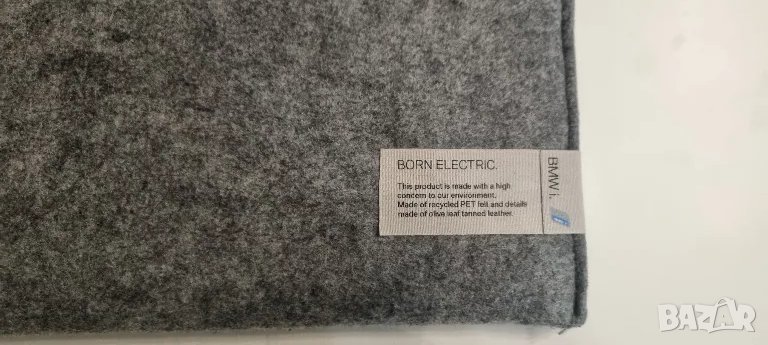 BORN ELECTRIC.
This product is made with a high
concern to our environment.
Made of recycled PET felt and details
made of olive leaf tanned leather.
BMW i.
BAZAR